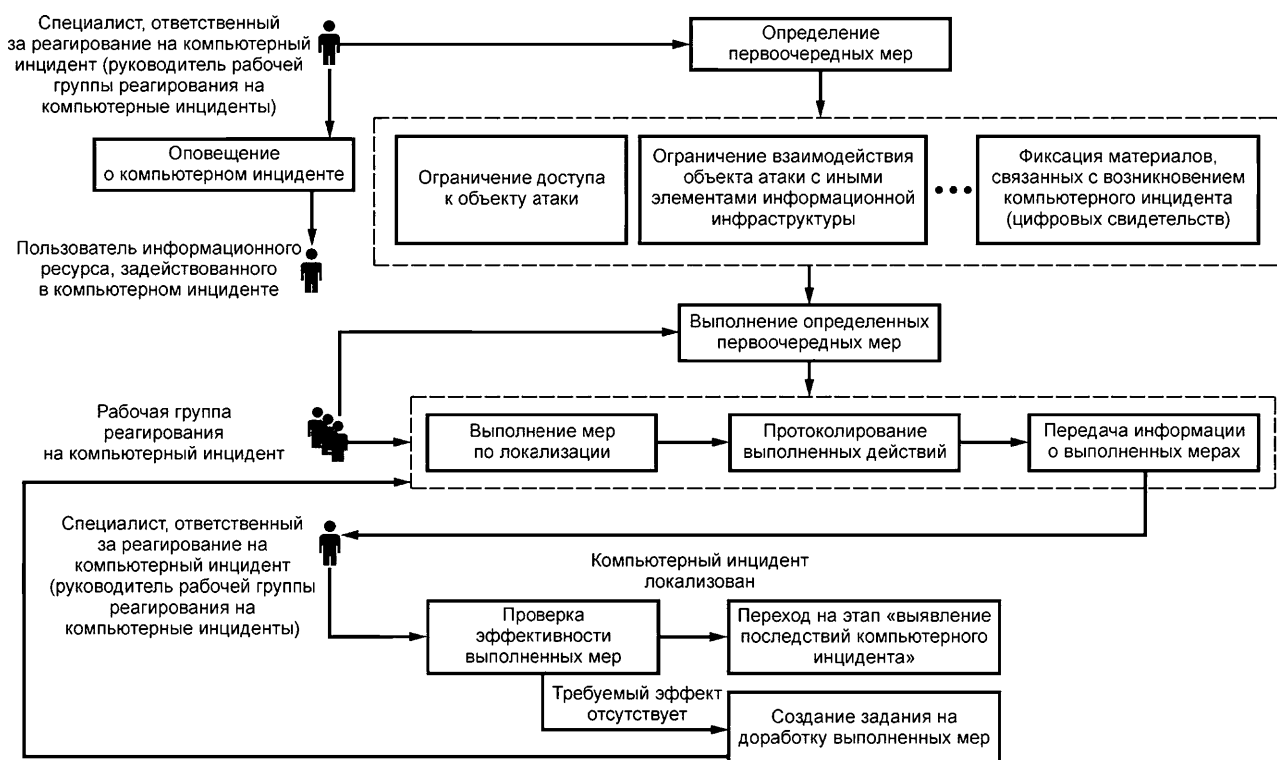 Специалист, ответственный
за реагирование на компьютерный
инцидент (руководитель рабочей
группы реагирования на
компьютерные инциденты)
Определение
первоочередных мер
Оповещение
о компьютерном инциденте
Ограничение доступа
к объекту атаки
Ограничение взаимодействия
объекта атаки с иными
элементами информационной
инфраструктуры
Фиксация материалов,
связанных с возникновением
компьютерного инцидента
(цифровых свидетельств)
Пользователь информационного
ресурса, задействованного
в компьютерном инциденте
Выполнение определенных
первоочередных мер
Рабочая группа
реагирования
на компьютерный инцидент
Выполнение мер
по локализации
Протоколирование
выполненных действий
Передача информации
о выполненных мерах
Специалист, ответственный
за реагирование на
компьютерный инцидент
(руководитель рабочей группы
реагирования на
компьютерные инциденты)
Компьютерный инцидент
локализован
Проверка
эффективности
выполненных мер
Переход на этап «выявление
последствий компьютерного
инцидента»
Требуемый эффект
отсутствует
Создание задания на
доработку выполненных мер